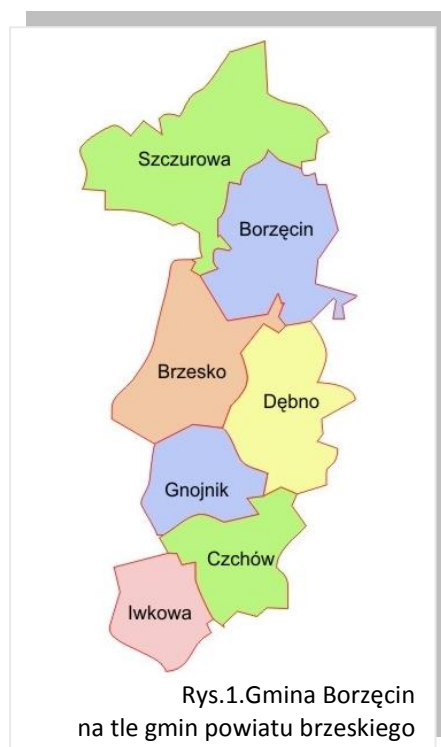 Szczurowa
Borzęcin
Brzesko
Dębno
Gnojnik
Czchów
Iwkowa
Rys.1.Gmina Borzęcin
na tle gmin powiatu brzeskiego